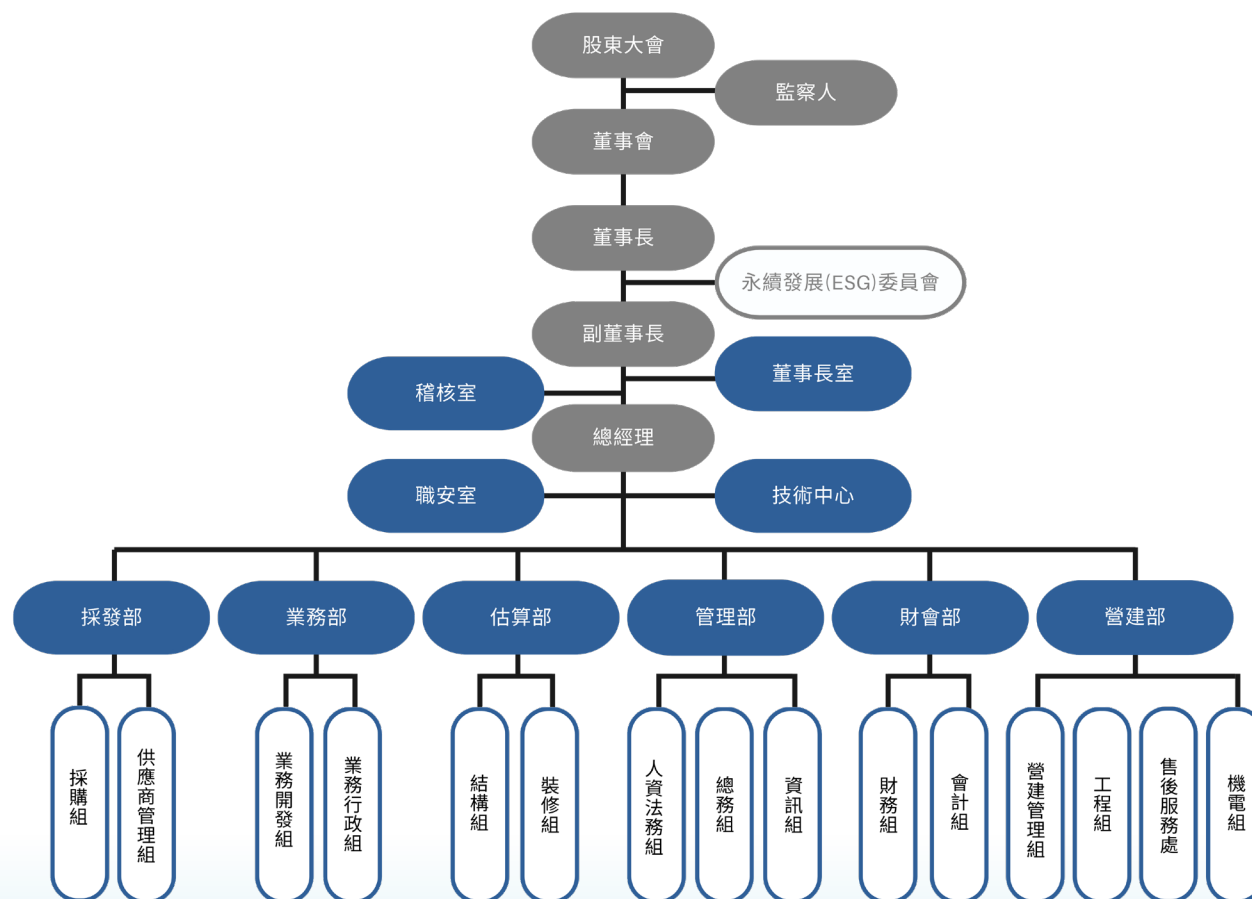 股東大會
監察人
董事會
董事長
永續發展(ESG)委員會
副董事長
董事長室
稽核室
總經理
職安室
技術中心
採發部
業務部
估算部
管理部
財會部
營建部
採購組
供應商管理組
業務開發組
業務行政組
結構組
裝修組
人資法務組
總務組
資訊組
財務組
會計組
營建管理組
工程組
售後服務處
機電組